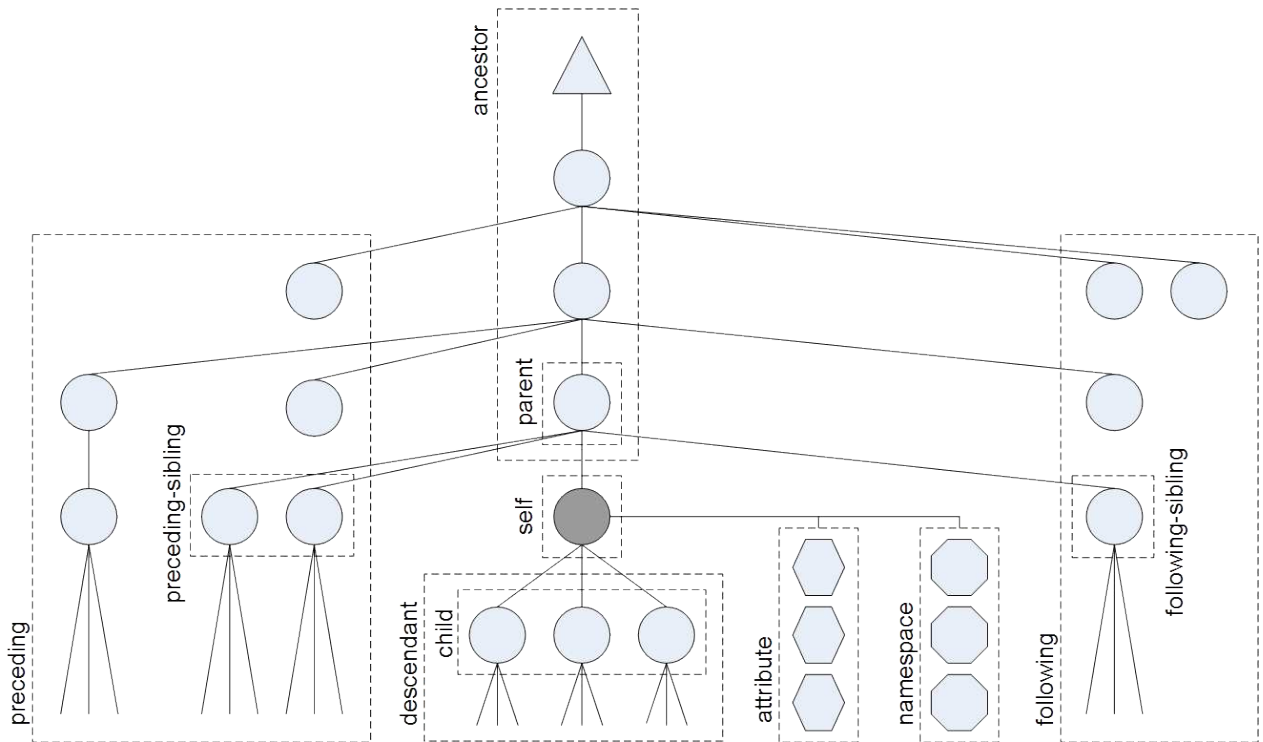 ancestor
parent
preceding-sibling
self
following-sibling
preceding
descendant
child
attribute
namespace
following